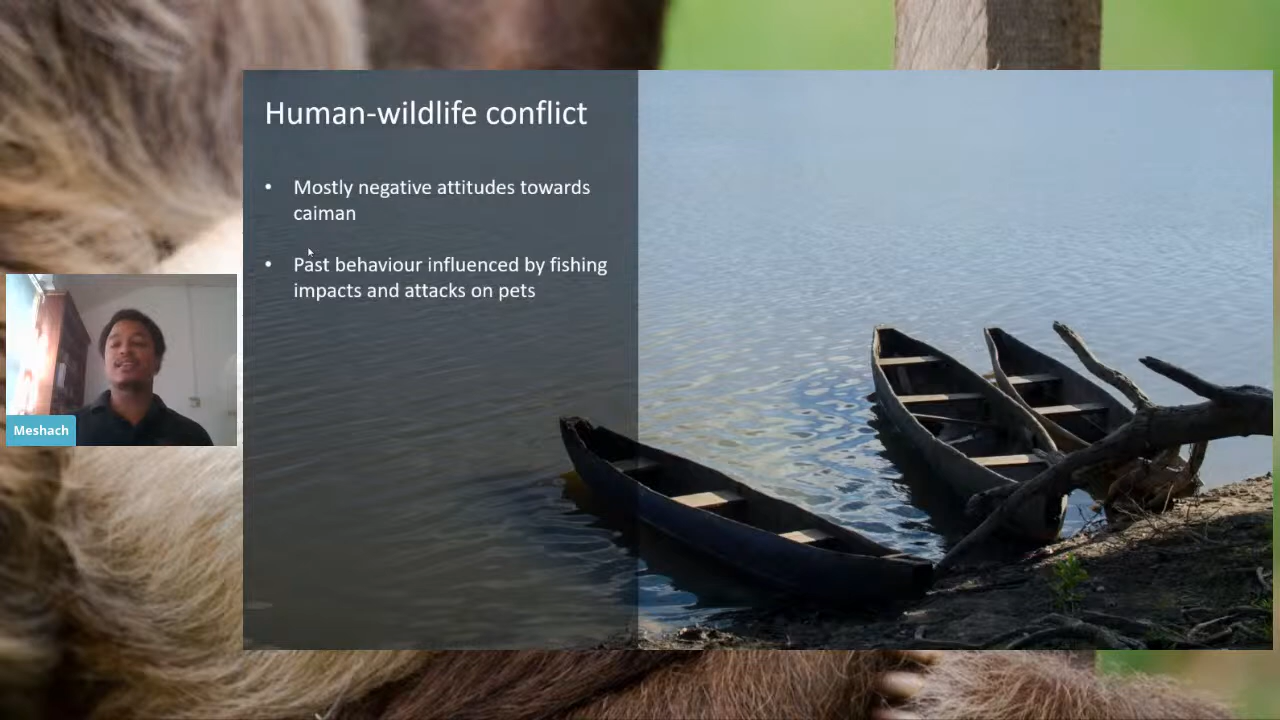 Human-wildlife conflict
• Mostly negative attitudes towards
caiman
• Past behaviour influenced by fishing
impacts and attacks on pets
Meshach